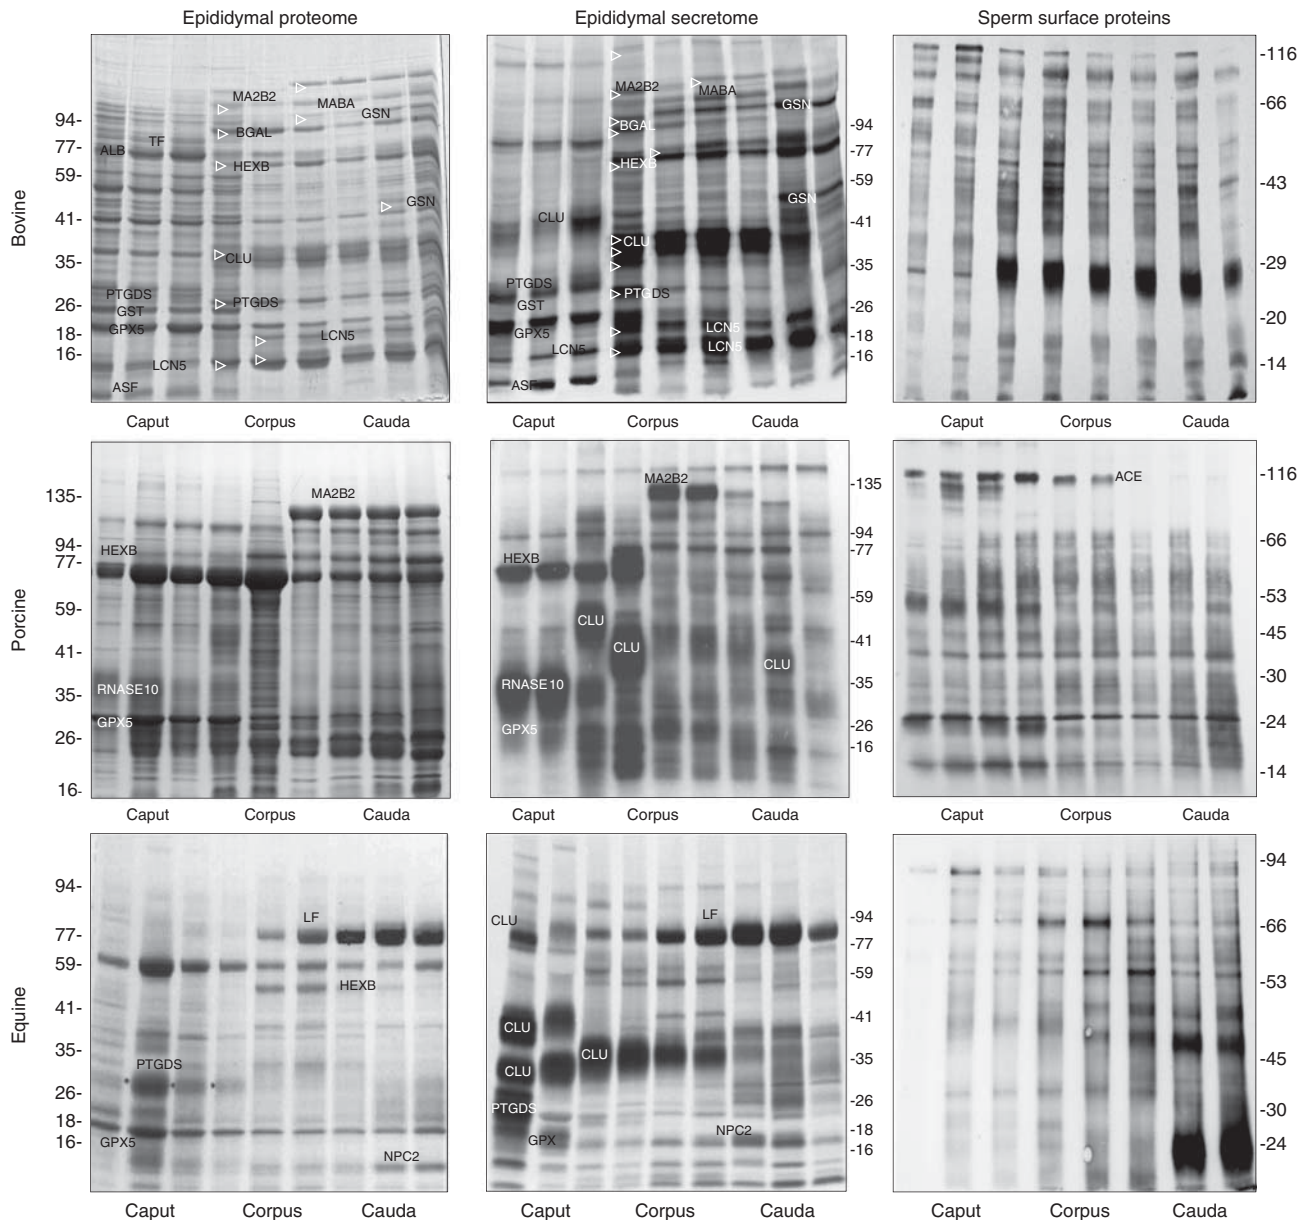 Epididymal proteome
Epididymal secretome
Sperm surface proteins
Bovine
94-
77-
59-
41-
35-
26-
18-
16-
MA2B2
MABA
GSN
TF
BGAL
ALB
HEXB
GSN
CLU
PTGDS
PTGDS
GST
GPX5
LCN5
LCN5
ASF
MA2B2
MABA
GSN
BGAL
HEXB
GSN
CLU
CLU
PTGDS
PTGDS
GST
GPX5
LCN5
LCN5
LCN5
ASF
-94
-77
-59
-41
-35
-26
-18
-16
-116
-66
-43
-29
-20
-14
Caput Corpus Cauda
Caput Corpus Cauda
Caput Corpus Cauda
Porcine
135-
94-
77-
59-
41-
35-
26-
16-
MA2B2
HEXB
RNASE10
GPX5
MA2B2
HEXB
CLU
CLU
CLU
RNASE10
GPX5
-135
-94
-77
-59
-41
-35
-26
-16
ACE
-116
-66
-53
-45
-30
-24
-14
Caput Corpus Cauda
Caput Corpus Cauda
Caput Corpus Cauda
Equine
94-
77-
59-
41-
35-
26-
18-
16-
LF
HEXB
PTGDS
GPX5
NPC2
CLU
LF
CLU
CLU
CLU
PTGDS
GPX
NPC2
-94
-77
-59
-41
-35
-26
-18
-16
-94
-66
-53
-45
-30
-24
Caput Corpus Cauda
Caput Corpus Cauda
Caput Corpus Cauda